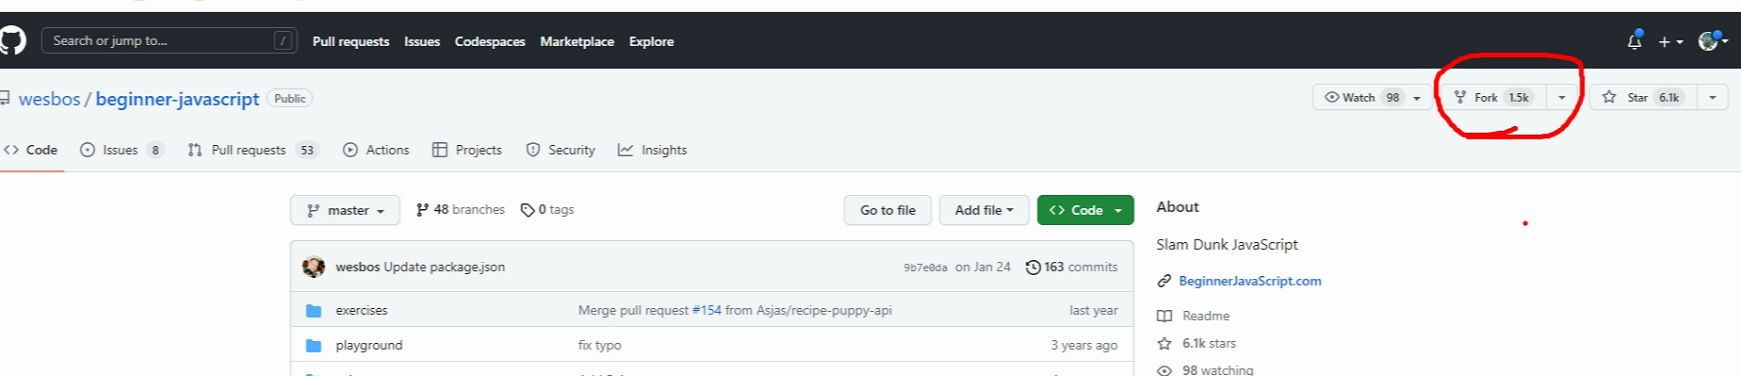 Search or jump to... /
Pull requests Issues Codespaces Marketplace Explore
wesbos / beginner-javascript Public
Watch 98 Fork 1.5k Star 6.1k
<> Code Issues 8 Pull requests 53 Actions Projects Security Insights
master 48 branches 0 tags Go to file Add file <> Code
wesbos Update package.json 9b7e0da on Jan 24 163 commits
exercises Merge pull request #154 from Asjas/recipe-puppy-api last year
playground fix typo 3 years ago
About
Slam Dunk JavaScript
BeginnerJavaScript.com
Readme
6.1k stars
98 watching